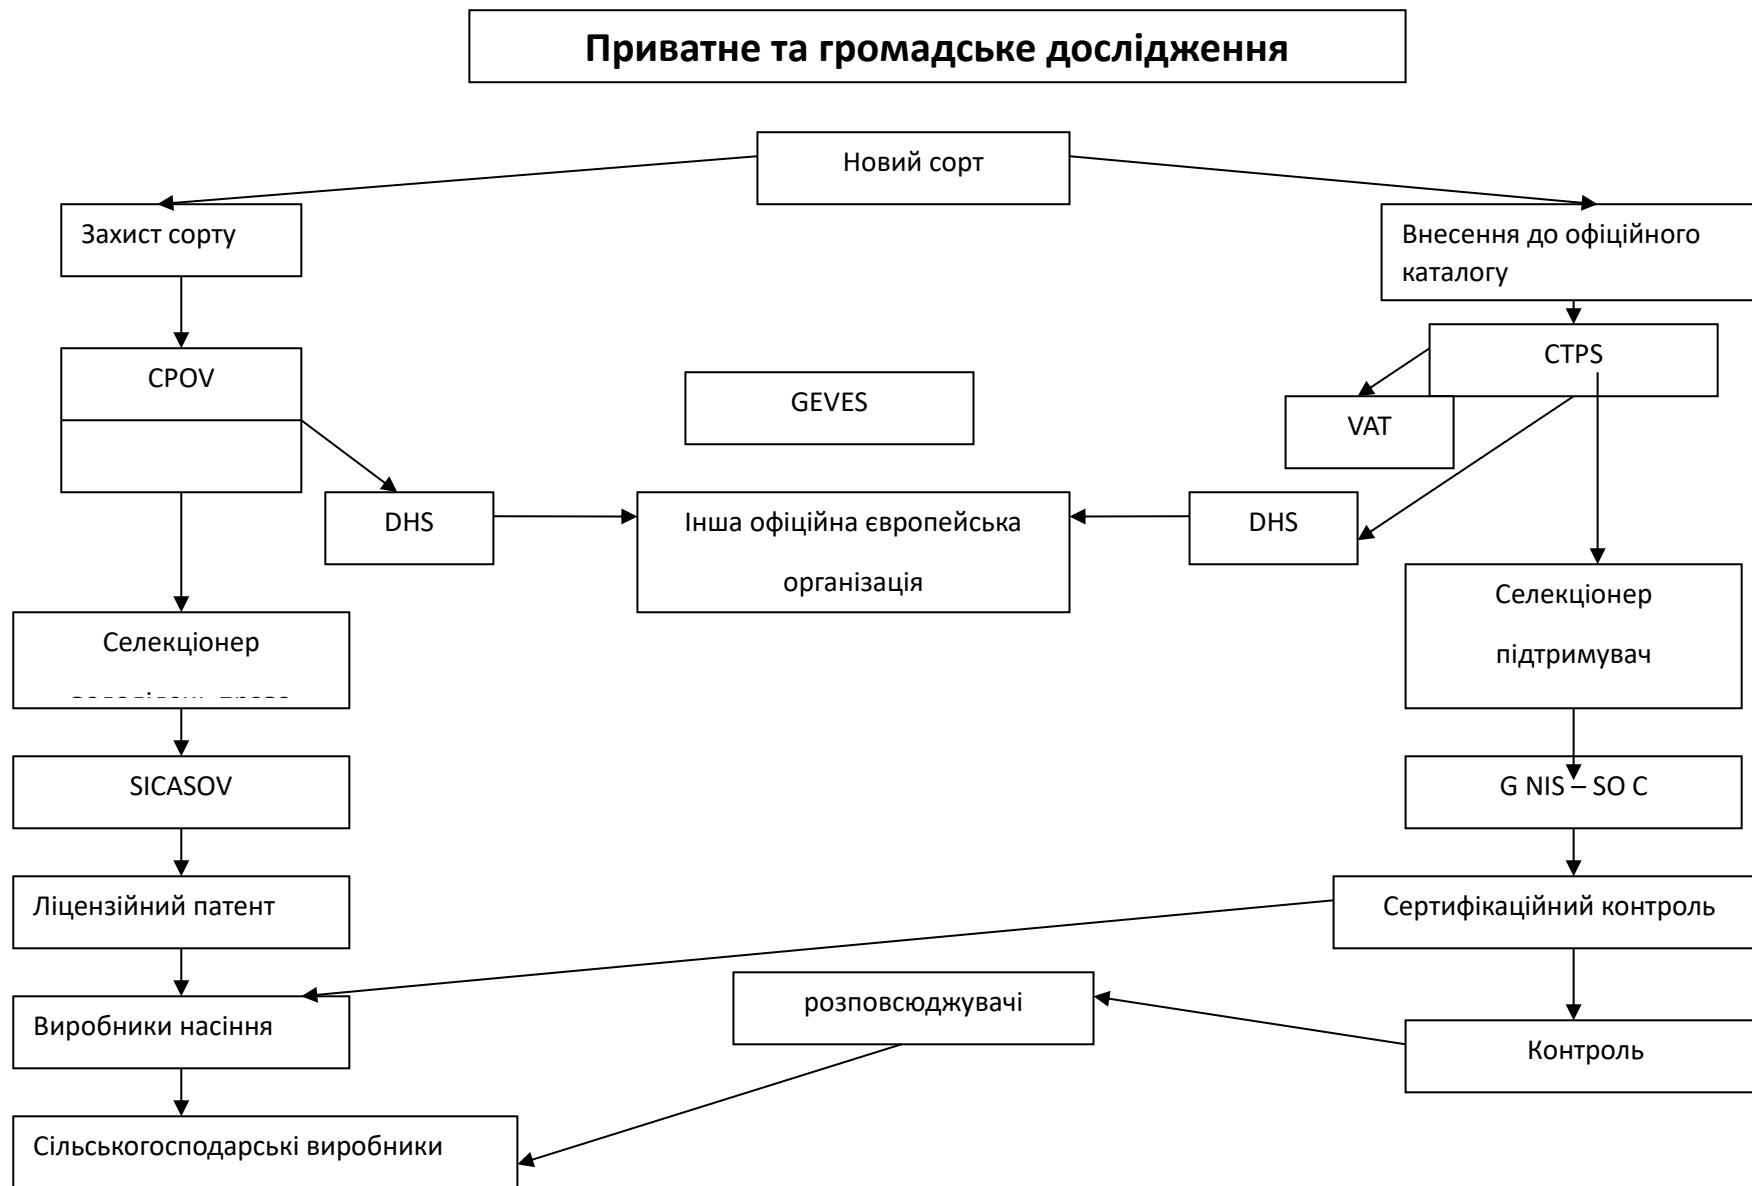 Приватне та громадське дослідження
Новий сорт
Захист сорту
Внесення до офіційного
каталогу
CPOV
CTPS
GEVES
VAT
DHS
Інша офіційна європейська
організація
DHS
Селекціонер
Селекціонер
підтримувач
SICASOV
G NIS – SO C
Ліцензійний патент
Сертифікаційний контроль
розповсюджувачі
Виробники насіння
Контроль
Сільськогосподарські виробники